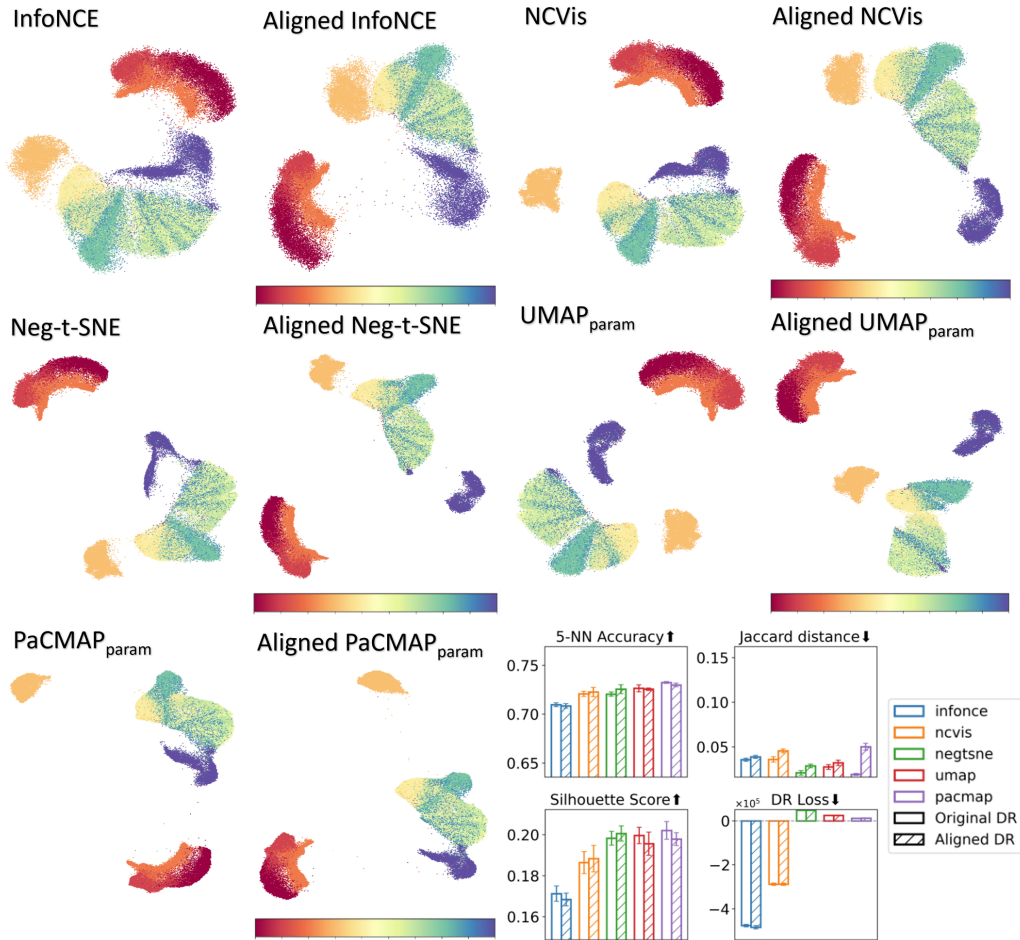 InfoNCE
Aligned InfoNCE
NCVis
Aligned NCVis
Neg-t-SNE
Aligned Neg-t-SNE
UMAPparam
Aligned UMAPparam
PaCMAPparam
Aligned PaCMAPparam
5-NN Accuracy⬆
0.75
0.70
0.65
Jaccard distance⬇
0.15
0.10
0.05
Silhouette Score⬆
0.20
0.18
0.16
×10⁵
DR Loss⬇
0
−2
−4
infonce
ncvis
negtsne
umap
pacmap
Original DR
Aligned DR